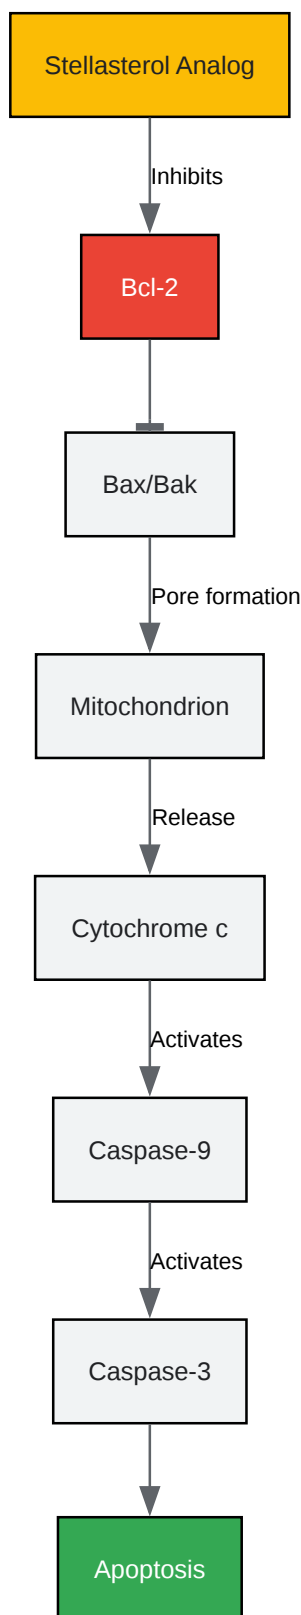 Stellasterol Analog
Inhibits
Bcl-2
Bax/Bak
Pore formation
Mitochondrion
Release
Cytochrome c
Activates
Caspase-9
Activates
Caspase-3
Apoptosis